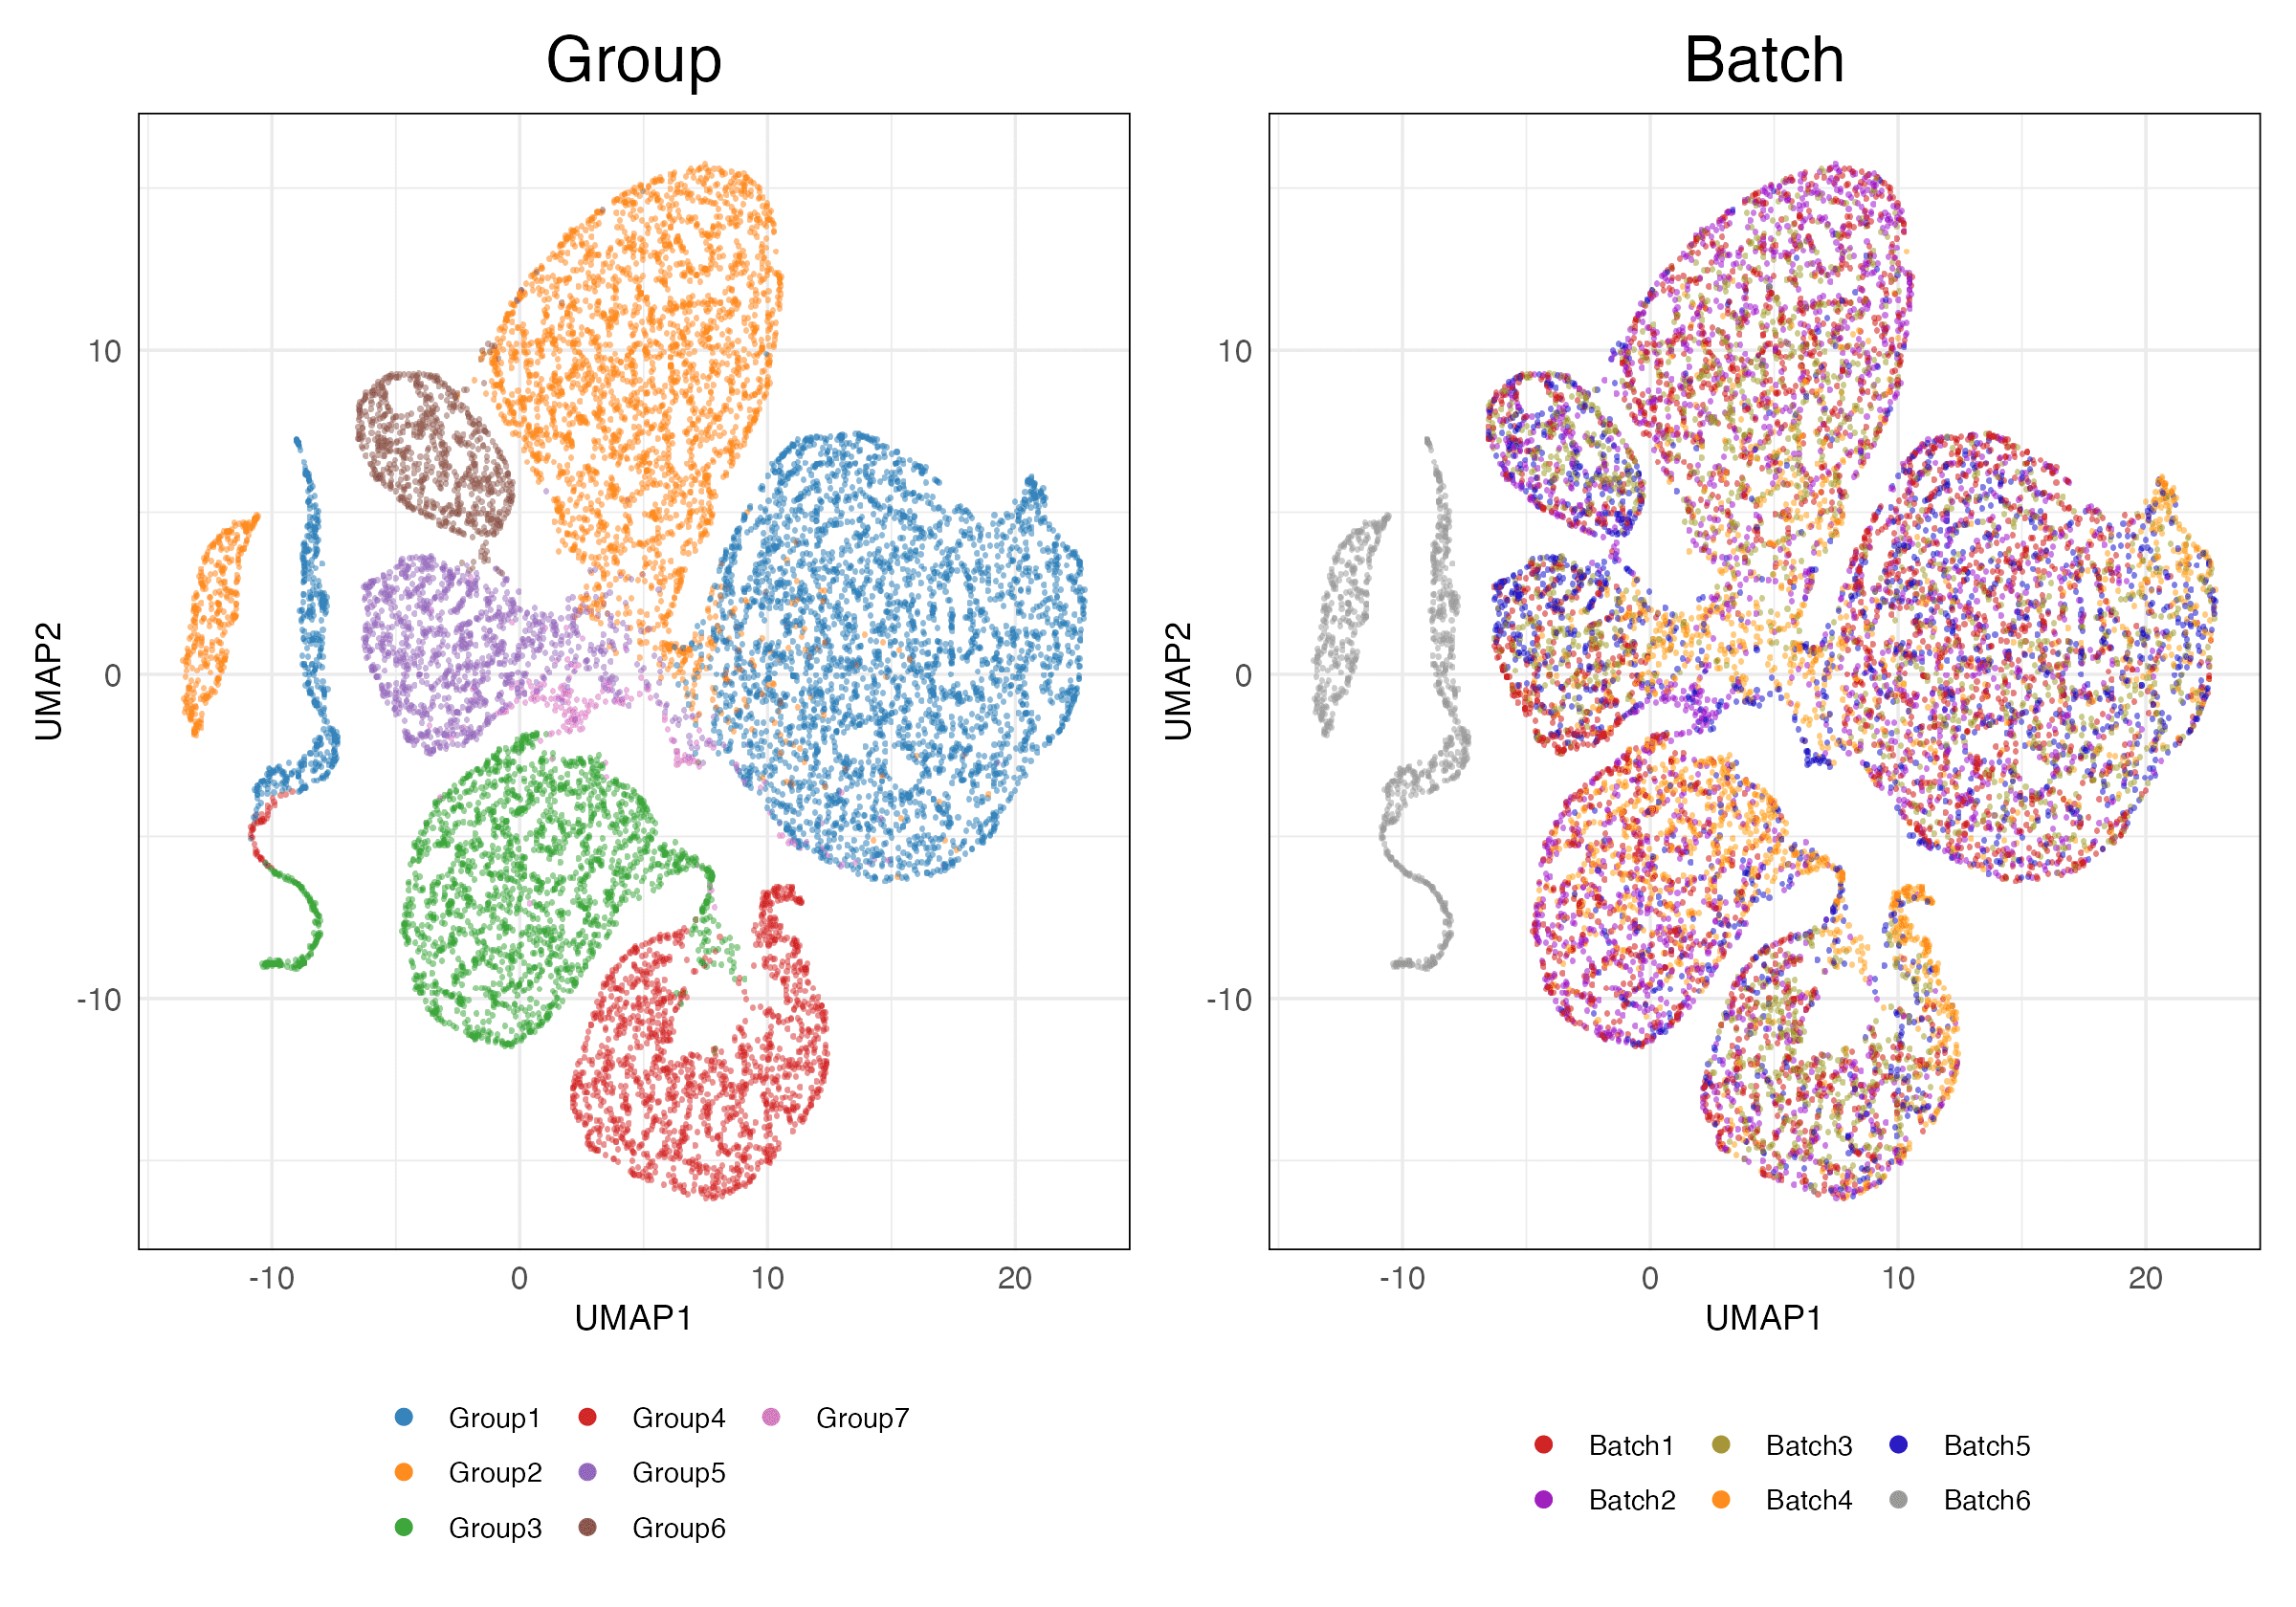 Group
Batch
10
0
-10
UMAP2
-10 0 10 20
UMAP1
10
0
-10
UMAP2
-10 0 10 20
UMAP1
Group1 Group4 Group7
Group2 Group5
Group3 Group6
Batch1 Batch3 Batch5
Batch2 Batch4 Batch6